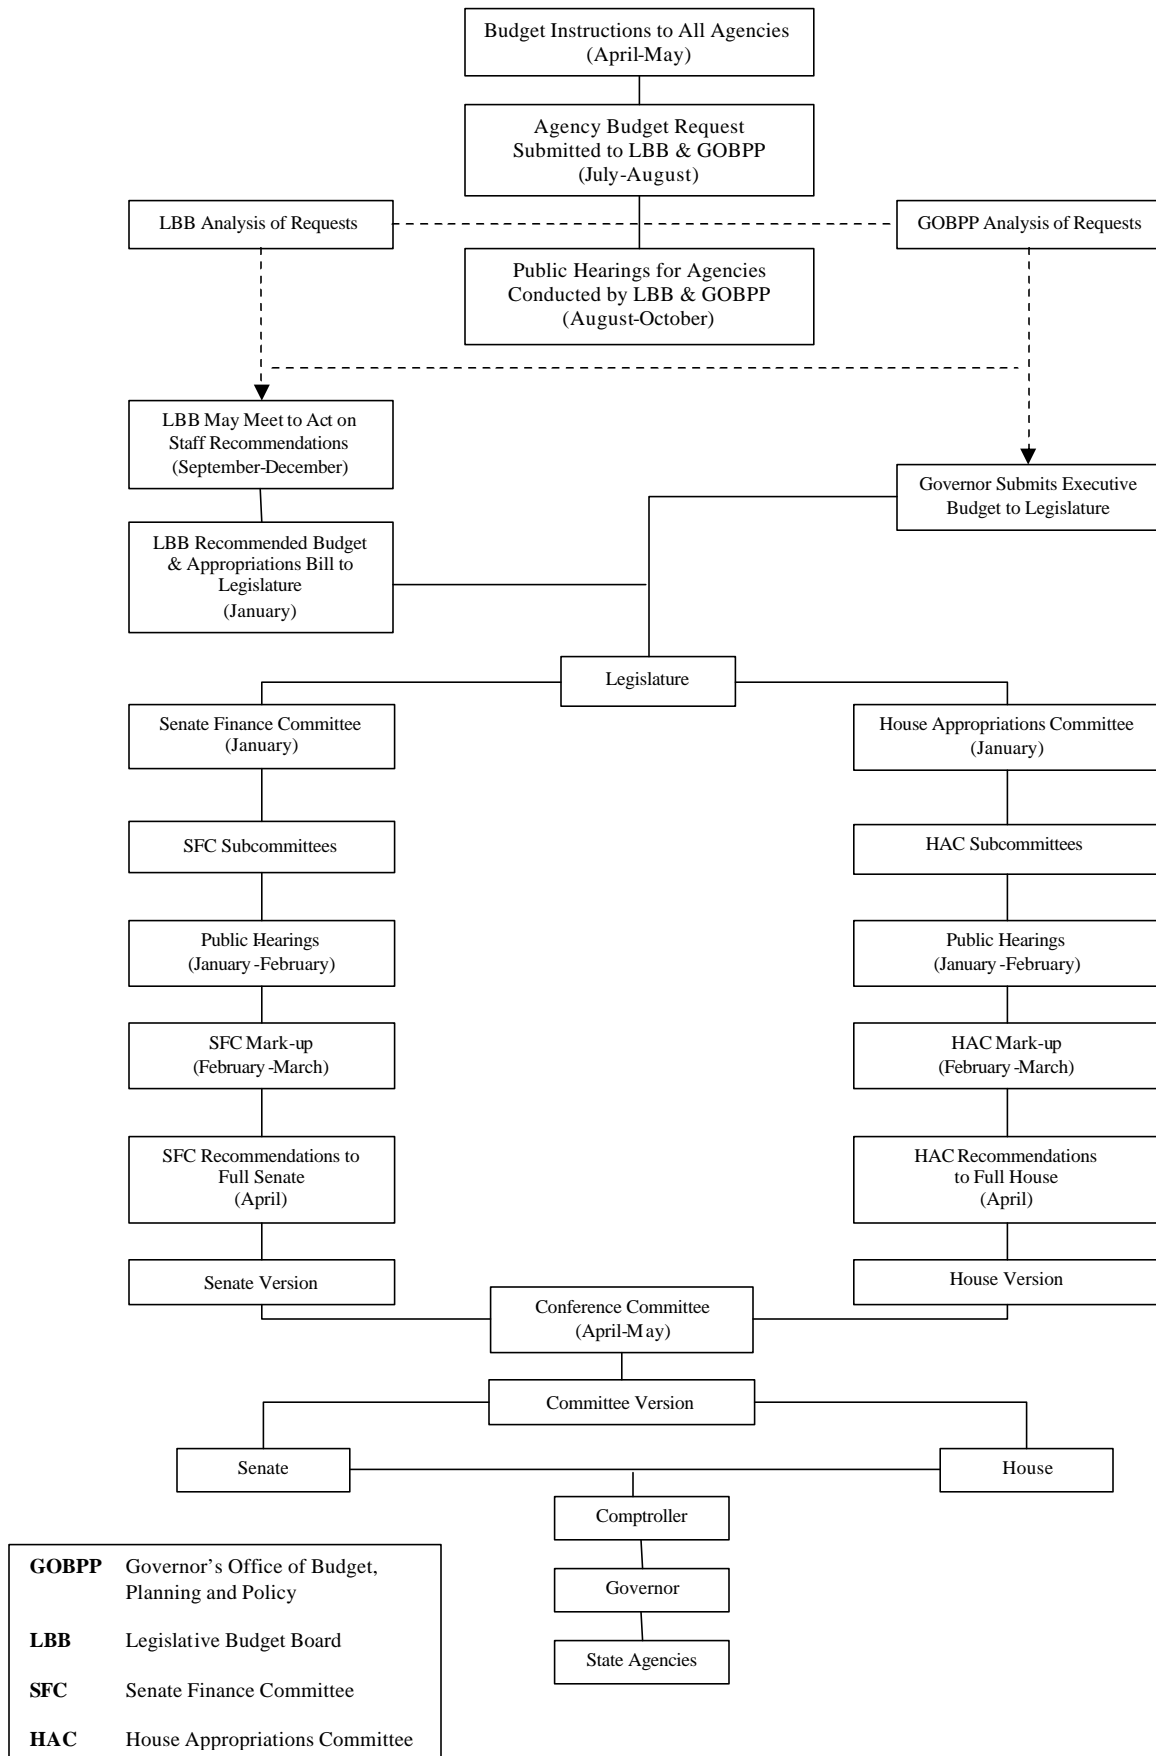 Budget Instructions to All Agencies
(April-May)
Agency Budget Request
Submitted to LBB & GOBPP
(July-August)
LBB Analysis of Requests
GOBPP Analysis of Requests
Public Hearings for Agencies
Conducted by LBB & GOBPP
(August-October)
LBB May Meet to Act on
Staff Recommendations
(September-December)
Governor Submits Executive
Budget to Legislature
LBB Recommended Budget
& Appropriations Bill to
Legislature
(January)
Legislature
Senate Finance Committee
(January)
House Appropriations Committee
(January)
SFC Subcommittees
HAC Subcommittees
Public Hearings
(January-February)
Public Hearings
(January-February)
SFC Mark-up
(February-March)
HAC Mark-up
(February-March)
SFC Recommendations to
Full Senate
(April)
HAC Recommendations
to Full House
(April)
Senate Version
House Version
Conference Committee
(April-May)
Committee Version
Senate
House
Comptroller
Governor
State Agencies
GOBPP Governor’s Office of Budget,
Planning and Policy
LBB Legislative Budget Board
SFC Senate Finance Committee
HAC House Appropriations Committee